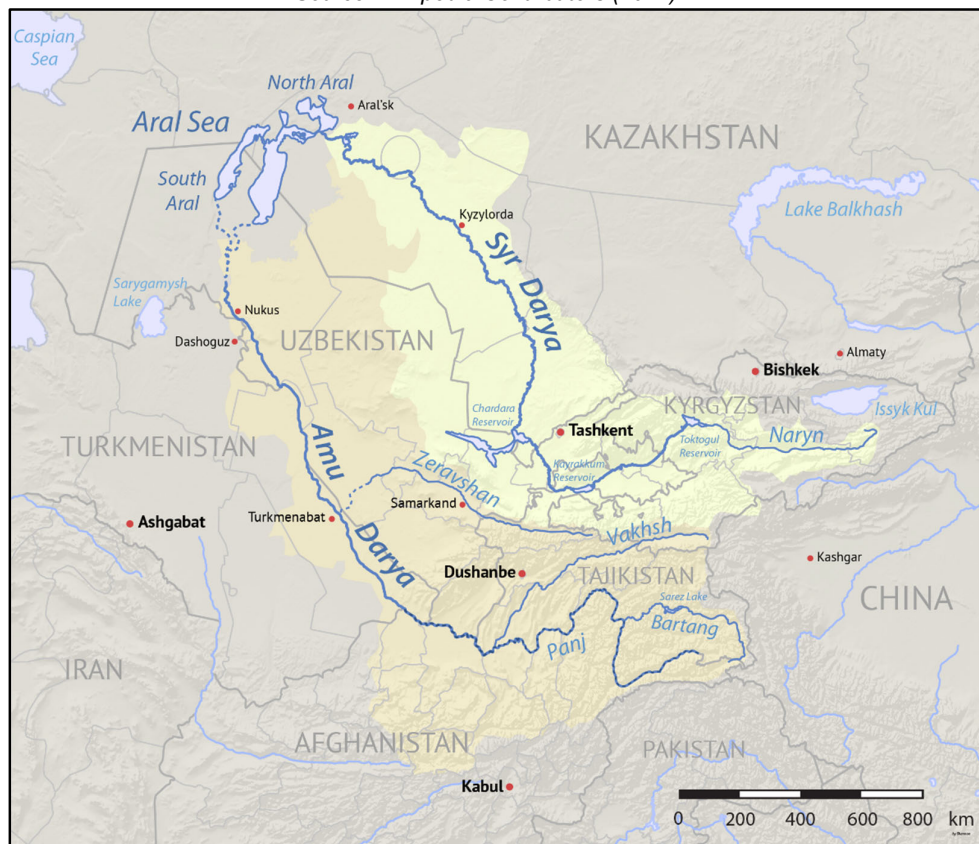 Caspian
Sea
North Aral
Aral'sk
Aral Sea
KAZAKHSTAN
South
Aral
Lake Balkhash
Kyzylorda
Syr Darya
Sarygamysh
Lake
Nukus
Dashoguz
UZBEKISTAN
Almaty
Bishkek
KYRGYZSTAN
Issyk Kul
Chardara
Reservoir
Tashkent
Toktogul
Reservoir
Naryn
Kayrakkum
Reservoir
TURKMENISTAN
Amu
Darya
Zeravshan
Samarkand
Turkmenabat
Ashgabat
Vakhsh
Kashgar
Dushanbe
TAJIKISTAN
Sarez Lake
Bartang
CHINA
Panj
IRAN
AFGHANISTAN
PAKISTAN
Kabul
0 200 400 600 800 km